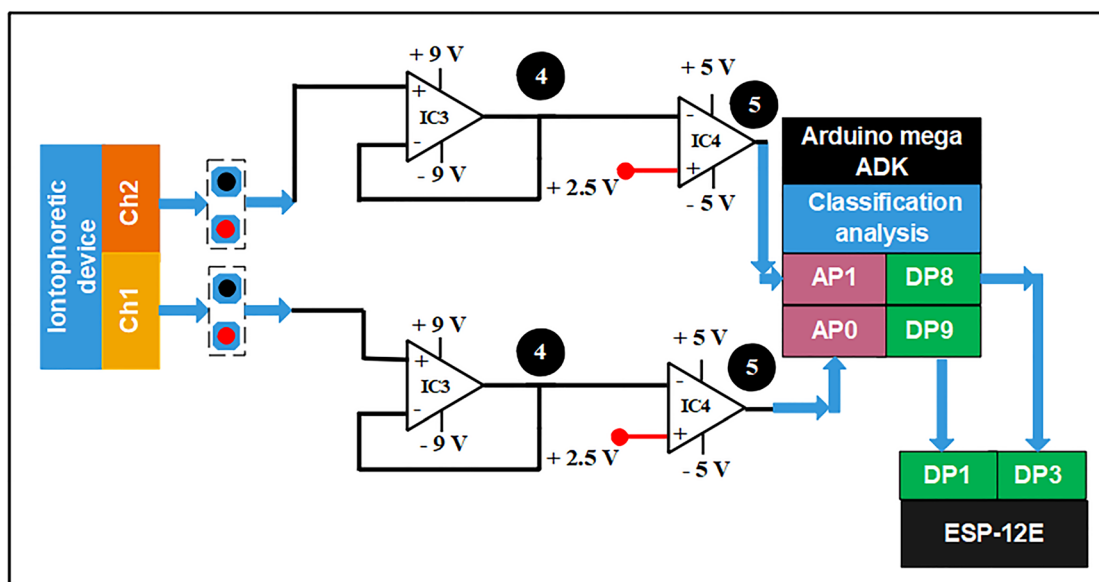 + 9 V
4
+
IC3
-
- 9 V
+ 5 V
5
-
IC4
+
+ 2.5 V
- 5 V
Arduino mega
ADK
Classification
analysis
AP1
DP8
AP0
DP9
Iontophoretic
device
Ch2
Ch1
+ 9 V
4
+
IC3
-
- 9 V
+ 5 V
5
-
IC4
+
+ 2.5 V
- 5 V
DP1
DP3
ESP-12E